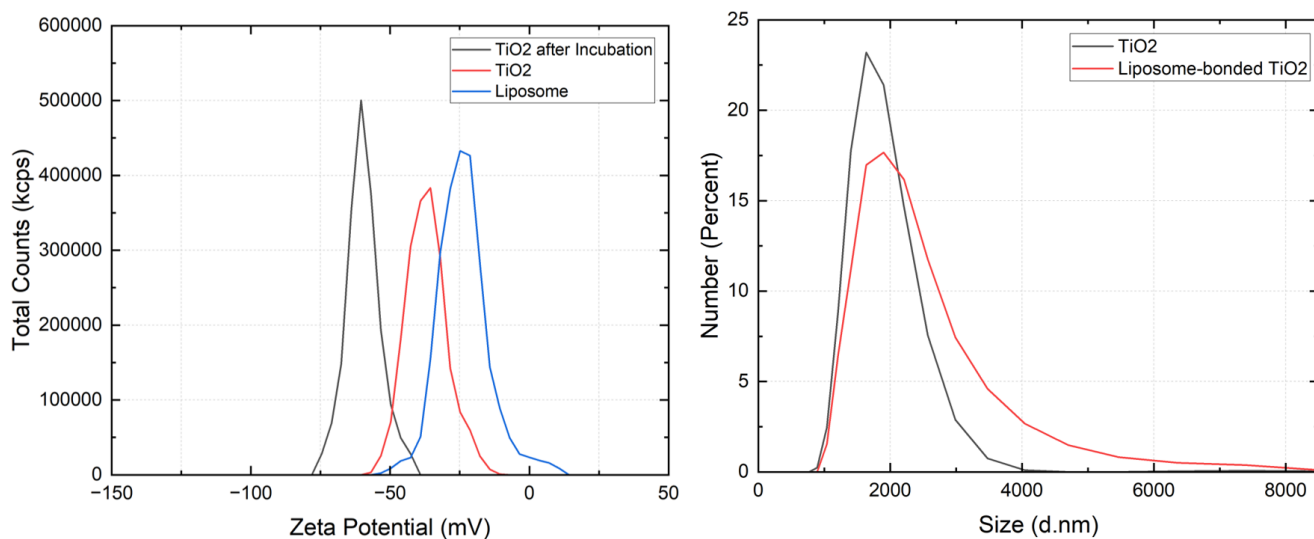 600000
500000
400000
300000
200000
100000
0
Total Counts (kcps)
TiO2 after Incubation
TiO2
Liposome
−150
−100
−50
0
50
Zeta Potential (mV)
25
20
15
10
5
0
Number (Percent)
TiO2
Liposome-bonded TiO2
0
2000
4000
6000
8000
Size (d.nm)